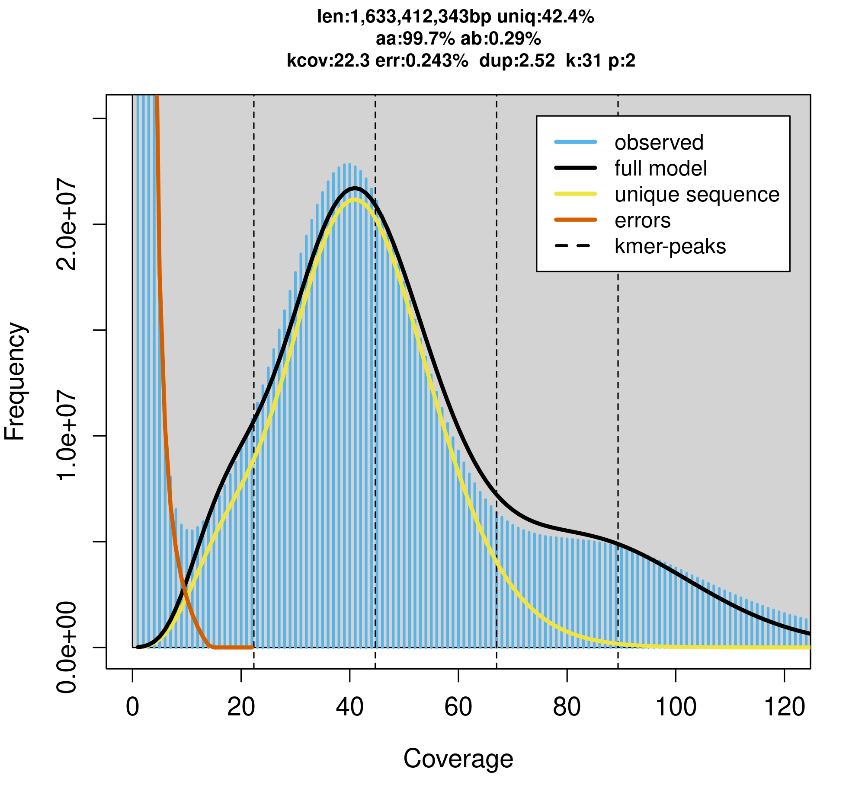 len:1,633,412,343bp uniq:42.4%
aa:99.7% ab:0.29%
kcov:22.3 err:0.243% dup:2.52 k:31 p:2
observed
full model
unique sequence
errors
kmer-peaks
Frequency
2.0e+07
1.0e+07
0.0e+00
0 20 40 60 80 100 120
Coverage